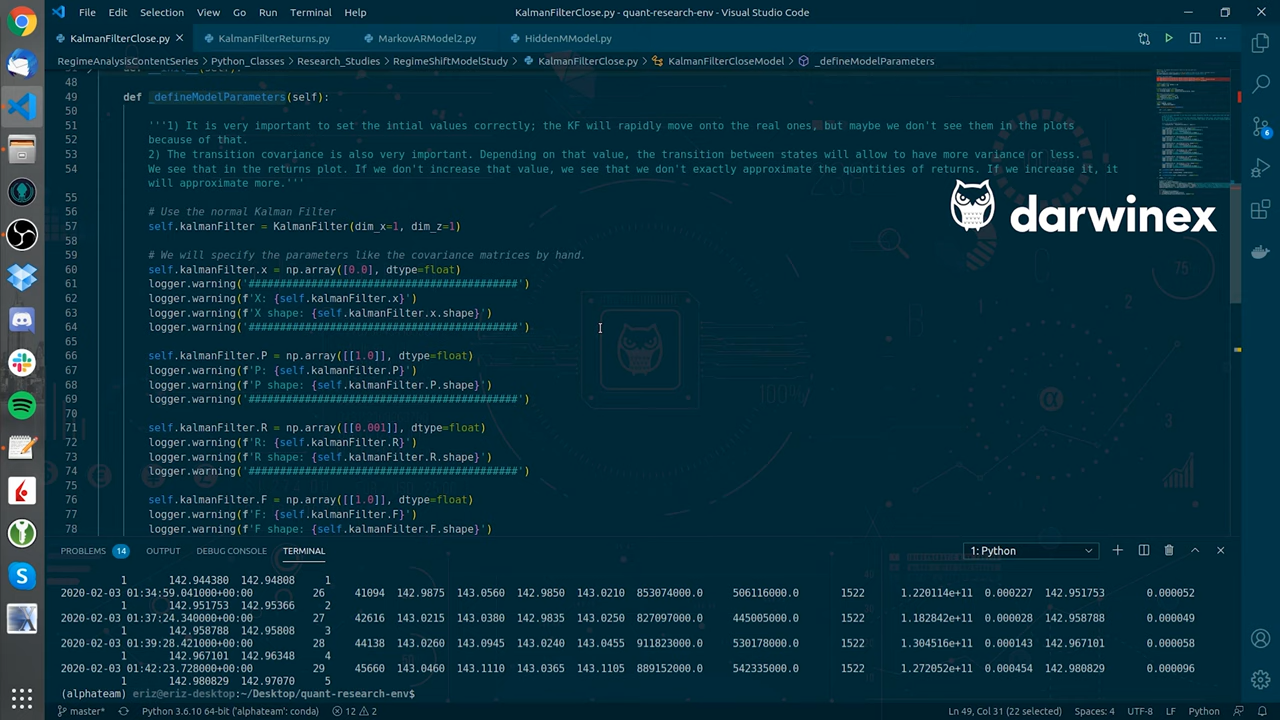 File Edit Selection View Go Run Terminal Help KalmanFilterClose.py - quant-research-env - Visual Studio Code
KalmanFilterClose.py KalmanFilterReturns.py MarkovARModel2.py HiddenMModel.py
RegimeAnalysisContentSeries > Python_Classes > Research_Studies > RegimeShiftModelStudy > KalmanFilterClose.py > KalmanFilterCloseModel > _defineModelParameters
48
49 def _defineModelParameters(self):
50
51 '''1) It is very important to set the intial values correctly; the KF will rapidly move onto the real ones, but maybe we don't see them in the plots
52 because of that.
53 2) The transition covariance is also very important. Depending on that value, the transition between states will allow to have more variance or less.
54 We see that in the returns plot. If we don't increase that value, we see that we don't exactly approximate the quantities of returns. If we increase it, it
will approximate more.'''
55
56 # Use the normal Kalman Filter
57 self.kalmanFilter = KalmanFilter(dim_x=1, dim_z=1)
58
59 # We will specify the parameters like the covariance matrices by hand.
60 self.kalmanFilter.x = np.array([0.0], dtype=float)
61 logger.warning('###########################################')
62 logger.warning(f'X: {self.kalmanFilter.x}')
63 logger.warning(f'X shape: {self.kalmanFilter.x.shape}')
64 logger.warning('###########################################')
65
66 self.kalmanFilter.P = np.array([[1.0]], dtype=float)
67 logger.warning(f'P: {self.kalmanFilter.P}')
68 logger.warning(f'P shape: {self.kalmanFilter.P.shape}')
69 logger.warning('###########################################')
70
71 self.kalmanFilter.R = np.array([[0.001]], dtype=float)
72 logger.warning(f'R: {self.kalmanFilter.R}')
73 logger.warning(f'R shape: {self.kalmanFilter.R.shape}')
74 logger.warning('###########################################')
75
76 self.kalmanFilter.F = np.array([[1.0]], dtype=float)
77 logger.warning(f'F: {self.kalmanFilter.F}')
78 logger.warning(f'F shape: {self.kalmanFilter.F.shape}')
darwinex
PROBLEMS 14 OUTPUT DEBUG CONSOLE TERMINAL 1: Python
1 142.944380 142.94808 1
2020-02-03 01:34:59.041000+00:00 26 41094 142.9875 143.0560 142.9850 143.0210 853074000.0 506116000.0 1522 1.220114e+11 0.000227 142.951753 0.000052
1 142.951753 142.95366 2
2020-02-03 01:37:24.340000+00:00 27 42616 143.0215 143.0380 142.9835 143.0250 827097000.0 445005000.0 1522 1.182842e+11 0.000028 142.958788 0.000049
1 142.958788 142.95808 3
2020-02-03 01:39:28.421000+00:00 28 44138 143.0260 143.0945 143.0240 143.0455 911823000.0 530178000.0 1522 1.304516e+11 0.000143 142.967101 0.000058
1 142.967101 142.96348 4
2020-02-03 01:42:23.728000+00:00 29 45660 143.0460 143.1110 143.0365 143.1105 889152000.0 542335000.0 1522 1.272052e+11 0.000454 142.980829 0.000096
1 142.980829 142.97070 5
(alphateam) eriz@eriz-desktop:~/Desktop/quant-research-env$
master* Python 3.6.10 64-bit ('alphateam': conda) 12 2 Ln 49, Col 31 (22 selected) Spaces: 4 UTF-8 LF Python